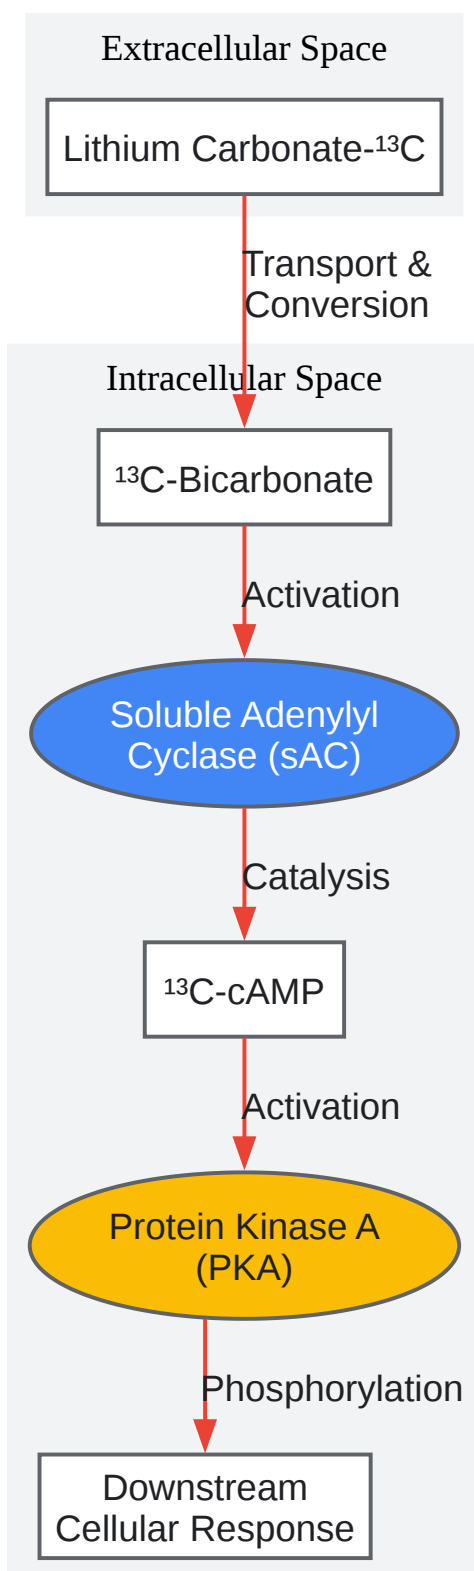 Extracellular Space
Lithium Carbonate-¹³C
Transport &
Conversion
Intracellular Space
¹³C-Bicarbonate
Activation
Soluble Adenylyl
Cyclase (sAC)
Catalysis
¹³C-cAMP
Activation
Protein Kinase A
(PKA)
Phosphorylation
Downstream
Cellular Response